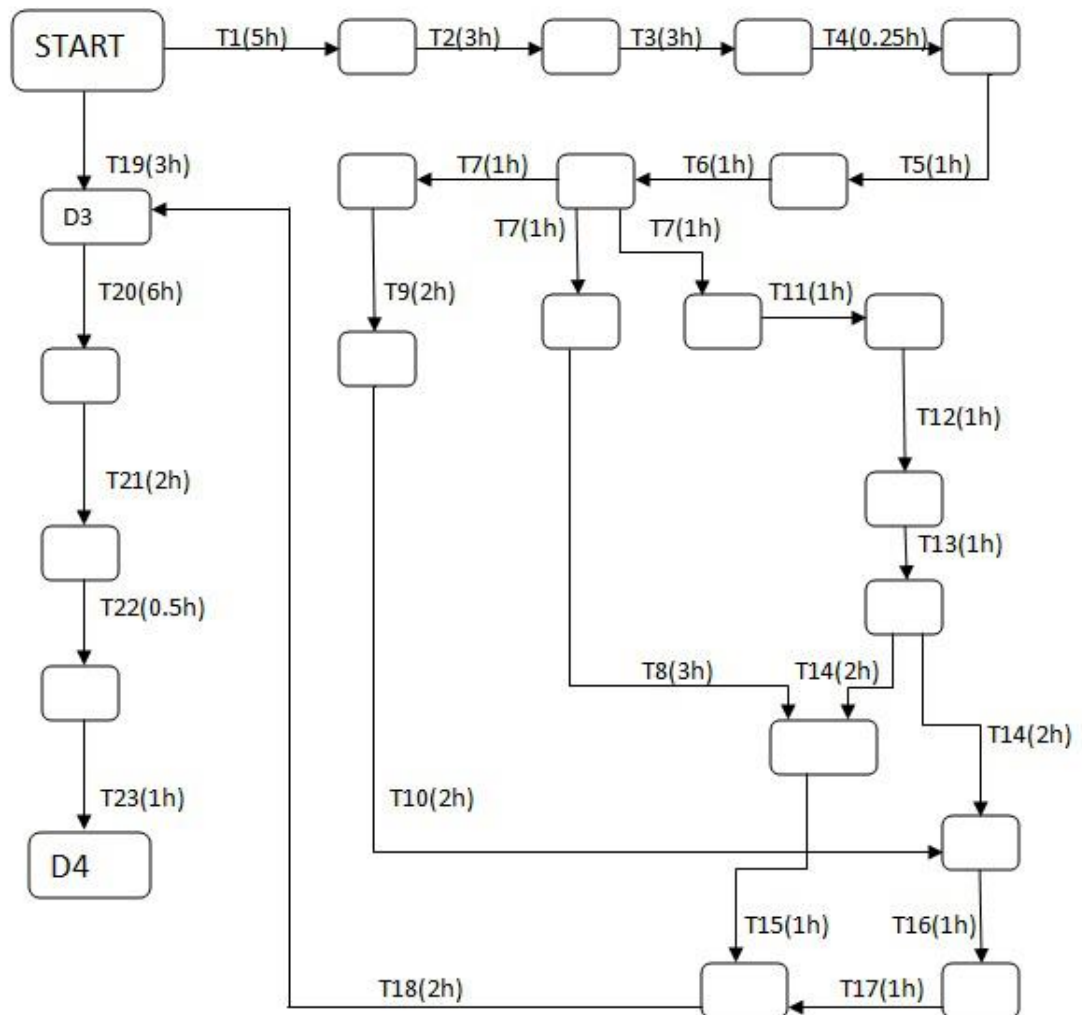 START
T1(5h)
T2(3h)
T3(3h)
T4(0.25h)
T19(3h)
T7(1h)
T6(1h)
T5(1h)
D3
T7(1h)
T7(1h)
T20(6h)
T9(2h)
T11(1h)
T12(1h)
T21(2h)
T13(1h)
T22(0.5h)
T8(3h)
T14(2h)
T14(2h)
T23(1h)
T10(2h)
D4
T15(1h)
T16(1h)
T18(2h)
T17(1h)